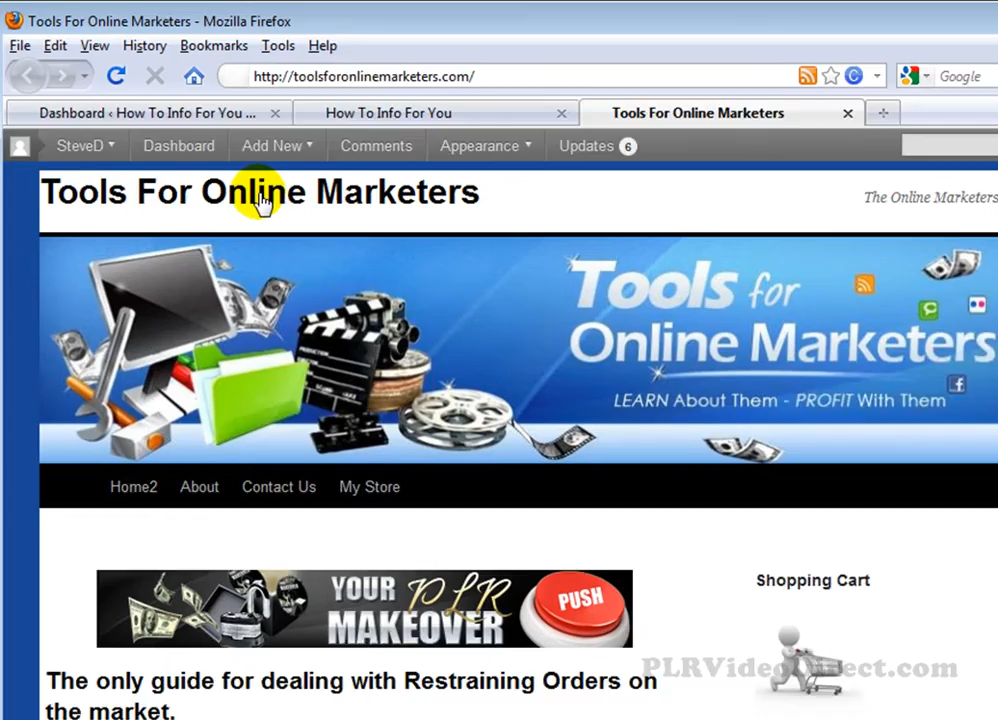 Tools For Online Marketers - Mozilla Firefox
File Edit View History Bookmarks Tools Help
http://toolsforonlinemarketers.com/
Google
Dashboard ‹ How To Info For You ...
How To Info For You
Tools For Online Marketers
SteveD Dashboard Add New Comments Appearance Updates 6
Tools For Online Marketers
The Online Marketers
Tools for
Online Marketers
LEARN About Them - PROFIT With Them
Home2 About Contact Us My Store
YOUR PLR
MAKEOVER
PUSH
Shopping Cart
The only guide for dealing with Restraining Orders on
the market.